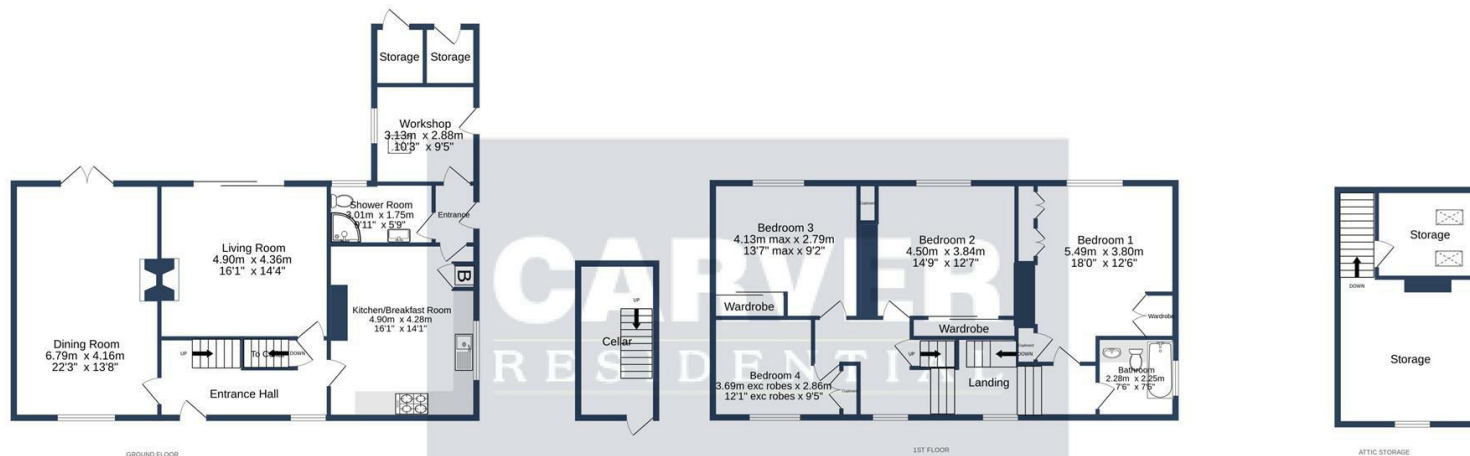 Storage
Storage
Workshop
3.13m x 2.88m
10'3" x 9'5"
Shower Room
3.01m x 1.75m
9'11" x 5'9"
Entrance
Living Room
4.90m x 4.36m
16'1" x 14'4"
B
Kitchen/Breakfast Room
4.90m x 4.28m
16'1" x 14'1"
Dining Room
6.79m x 4.16m
22'3" x 13'8"
UP
DOWN
Entrance Hall
GROUND FLOOR
UP
Cellar
CARVER
RESIDENTIAL
Bedroom 3
4.13m max x 2.79m
13'7" max x 9'2"
Wardrobe
Bedroom 2
4.50m x 3.84m
14'9" x 12'7"
Wardrobe
Bedroom 1
5.49m x 3.80m
18'0" x 12'6"
Wardrobe
UP
DOWN
Landing
Bedroom 4
3.69m exc robes x 2.86m
12'1" exc robes x 9'5"
Bathroom
2.28m x 2.25m
7'6" x 7'5"
1ST FLOOR
Storage
DOWN
Storage
ATTIC STORAGE